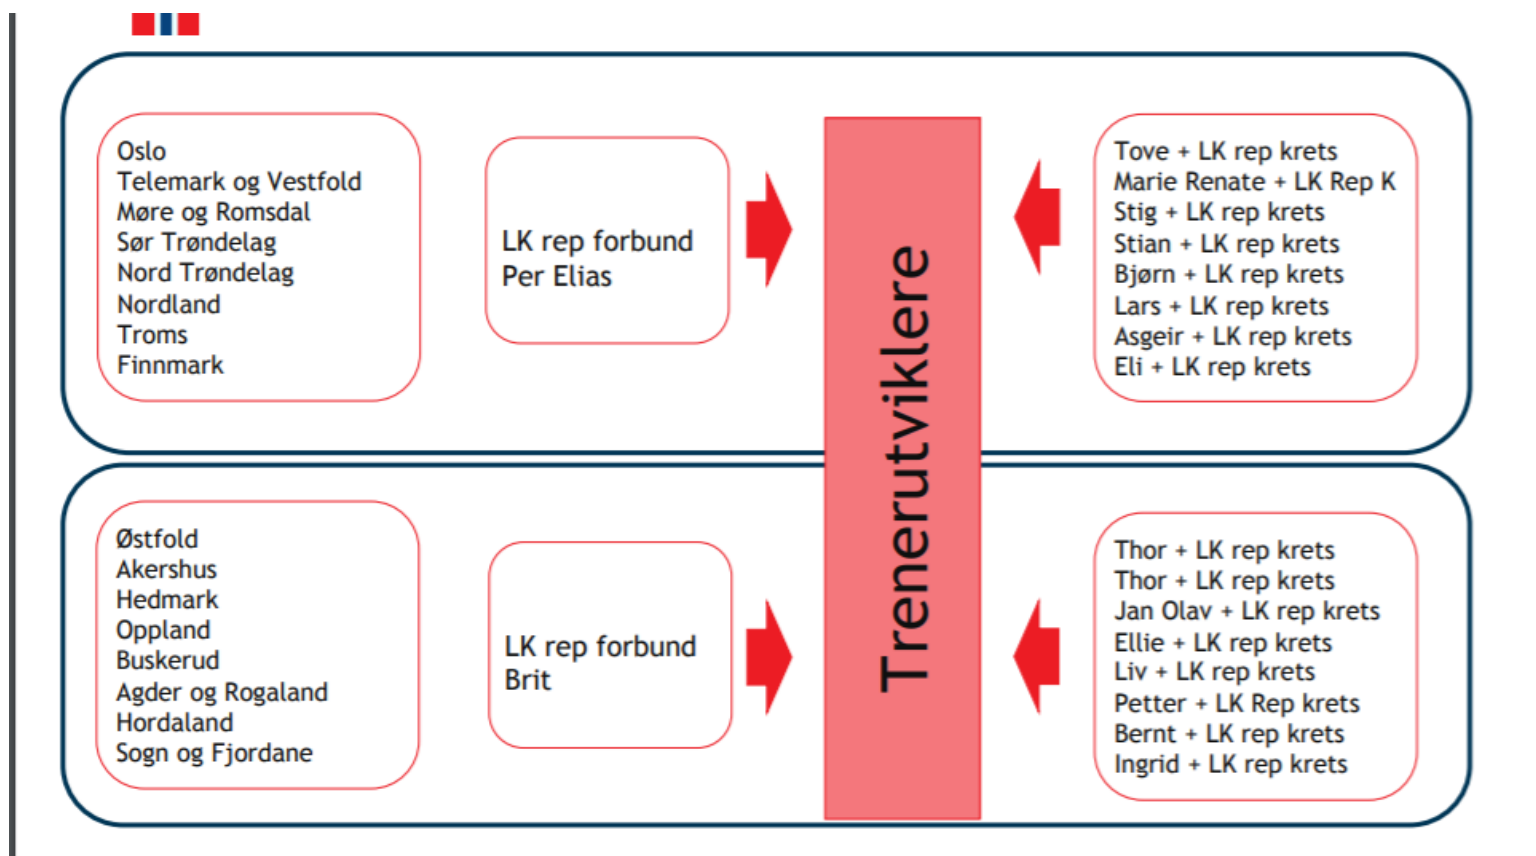 Oslo
Telemark og Vestfold
Møre og Romsdal
Sør Trøndelag
Nord Trøndelag
Nordland
Troms
Finnmark
LK rep forbund
Per Elias
Trenerutviklere
Tove + LK rep krets
Marie Renate + LK Rep K
Stig + LK rep krets
Stian + LK rep krets
Bjørn + LK rep krets
Lars + LK rep krets
Asgeir + LK rep krets
Eli + LK rep krets
Østfold
Akershus
Hedmark
Oppland
Buskerud
Agder og Rogaland
Hordaland
Sogn og Fjordane
LK rep forbund
Brit
Thor + LK rep krets
Thor + LK rep krets
Jan Olav + LK rep krets
Ellie + LK rep krets
Liv + LK rep krets
Petter + LK Rep krets
Bernt + LK rep krets
Ingrid + LK rep krets